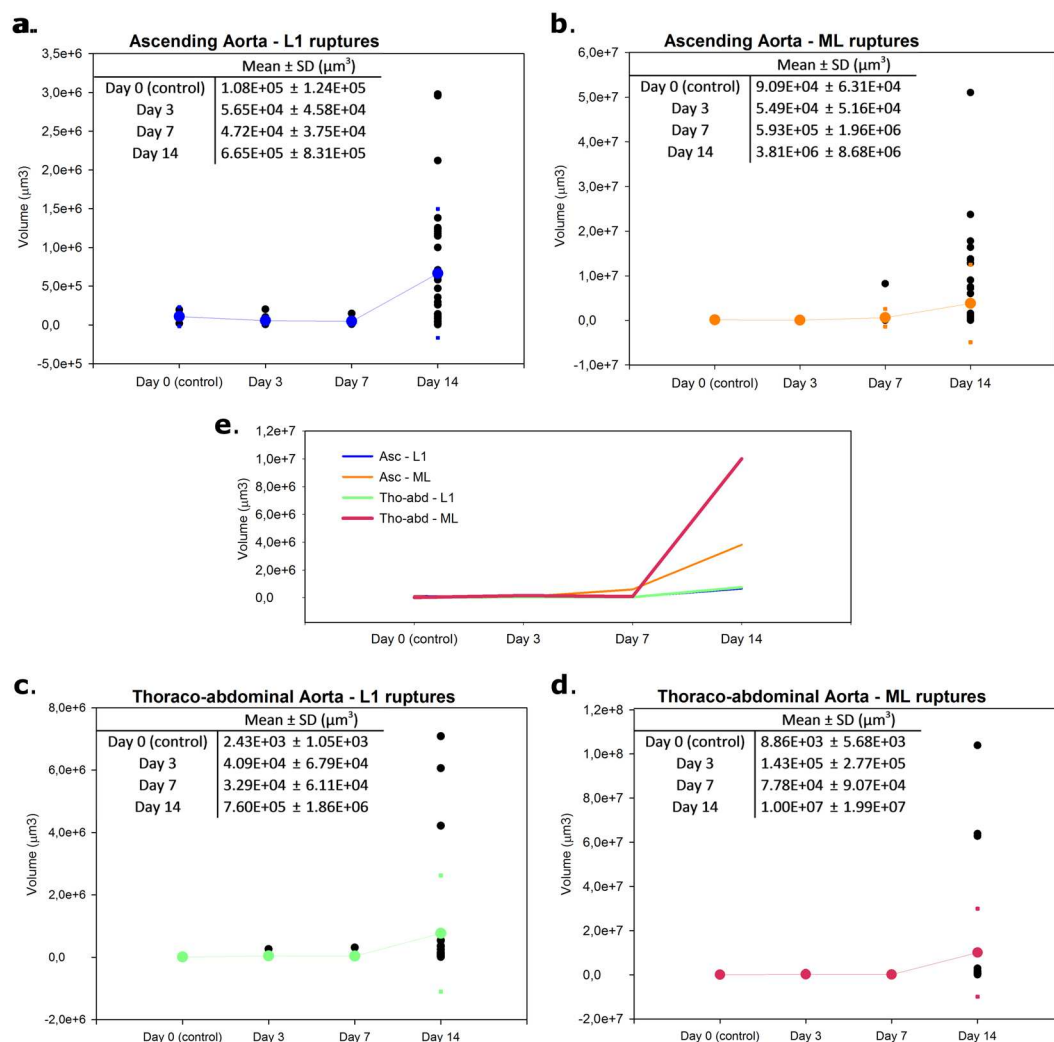 a..
Ascending Aorta - L1 ruptures
Mean ± SD (µm³)
Day 0 (control) 1.08E+05 ± 1.24E+05
Day 3 5.65E+04 ± 4.58E+04
Day 7 4.72E+04 ± 3.75E+04
Day 14 6.65E+05 ± 8.31E+05
Volume (µm3)
3,5e+6
3,0e+6
2,5e+6
2,0e+6
1,5e+6
1,0e+6
5,0e+5
0,0
-5,0e+5
Day 0 (control) Day 3 Day 7 Day 14
b.
Ascending Aorta - ML ruptures
Mean ± SD (µm³)
Day 0 (control) 9.09E+04 ± 6.31E+04
Day 3 5.49E+04 ± 5.16E+04
Day 7 5.93E+05 ± 1.96E+06
Day 14 3.81E+06 ± 8.68E+06
Volume (µm3)
6,0e+7
5,0e+7
4,0e+7
3,0e+7
2,0e+7
1,0e+7
0,0
-1,0e+7
Day 0 (control) Day 3 Day 7 Day 14
e.
Asc - L1
Asc - ML
Tho-abd - L1
Tho-abd - ML
Volume (µm3)
1,2e+7
1,0e+7
8,0e+6
6,0e+6
4,0e+6
2,0e+6
0,0
Day 0 (control) Day 3 Day 7 Day 14
c.
Thoraco-abdominal Aorta - L1 ruptures
Mean ± SD (µm³)
Day 0 (control) 2.43E+03 ± 1.05E+03
Day 3 4.09E+04 ± 6.79E+04
Day 7 3.29E+04 ± 6.11E+04
Day 14 7.60E+05 ± 1.86E+06
Volume (µm3)
8,0e+6
6,0e+6
4,0e+6
2,0e+6
0,0
-2,0e+6
Day 0 (control) Day 3 Day 7 Day 14
d.
Thoraco-abdominal Aorta - ML ruptures
Mean ± SD (µm³)
Day 0 (control) 8.86E+03 ± 5.68E+03
Day 3 1.43E+05 ± 2.77E+05
Day 7 7.78E+04 ± 9.07E+04
Day 14 1.00E+07 ± 1.99E+07
Volume (µm3)
1,2e+8
1,0e+8
8,0e+7
6,0e+7
4,0e+7
2,0e+7
0,0
-2,0e+7
Day 0 (control) Day 3 Day 7 Day 14